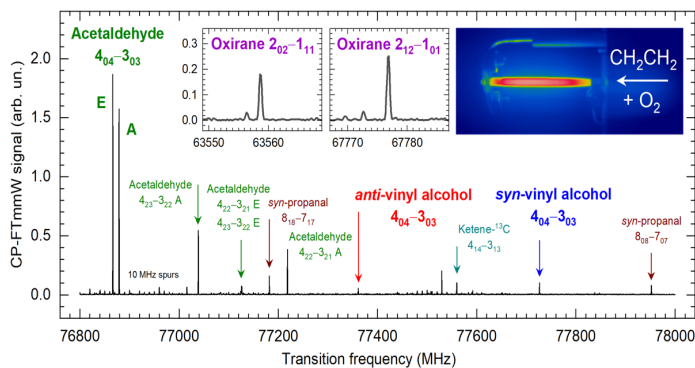 Acetaldehyde
4₀₄–3₀₃
E
A
Oxirane 2₀₂–1₁₁
0.3
0.2
0.1
0.0
63550
63560
Oxirane 2₁₂–1₀₁
67770
67780
CH₂CH₂
+ O₂
CP-FTmmW signal (arb. un.)
2.0
1.5
1.0
0.5
0.0
Acetaldehyde
4₂₃–3₂₂ A
Acetaldehyde
4₂₂–3₂₁ E
4₂₃–3₂₂ E
syn-propanal
8₁₈–7₁₇
Acetaldehyde
4₂₂–3₂₁ A
anti-vinyl alcohol
4₀₄–3₀₃
Ketene-¹³C
4₁₄–3₁₃
syn-vinyl alcohol
4₀₄–3₀₃
syn-propanal
8₀₈–7₀₇
10 MHz spurs
76800
77000
77200
77400
77600
77800
78000
Transition frequency (MHz)